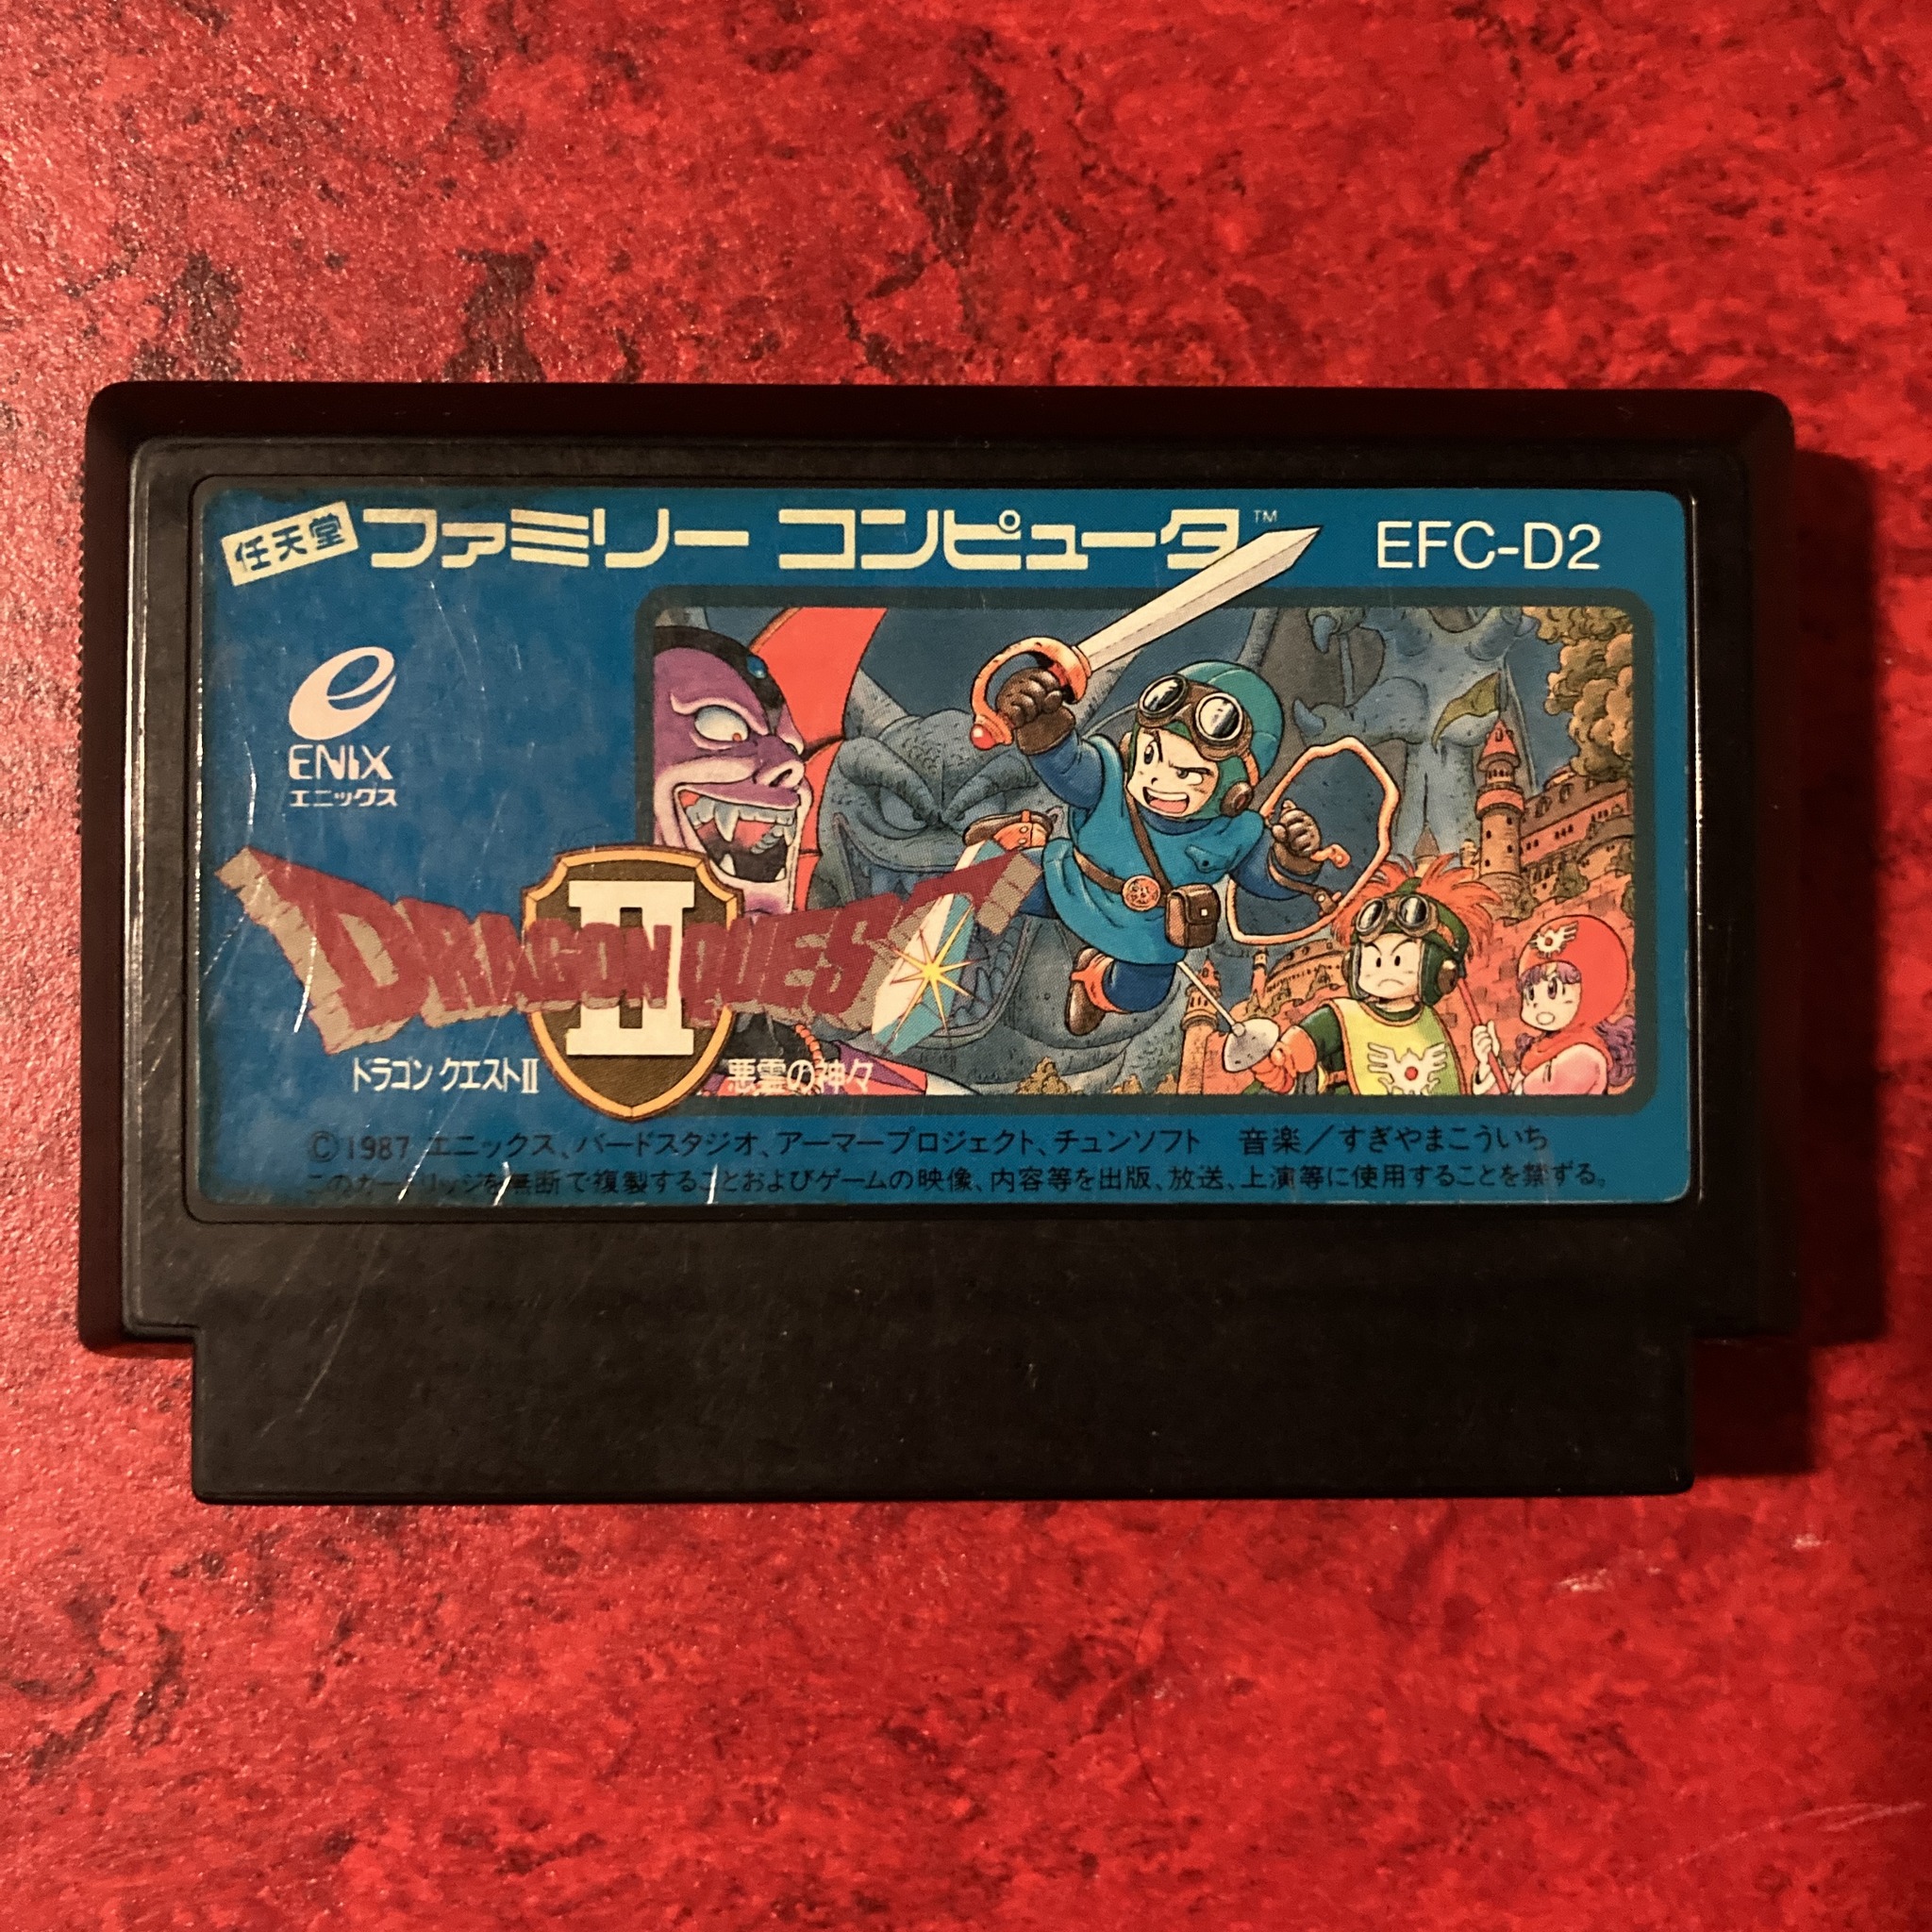 任天堂 ファミリー コンピュータ™ EFC-D2
ENIX
エニックス
DRAGON QUEST
II
ドラゴンクエストII 悪霊の神々
©1987 エニックス、バードスタジオ、アーマープロジェクト、チュンソフト 音楽／すぎやまこういち
このカートリッジを無断で複製することおよびゲームの映像、内容等を出版、放送、上演等に使用することを禁ずる。